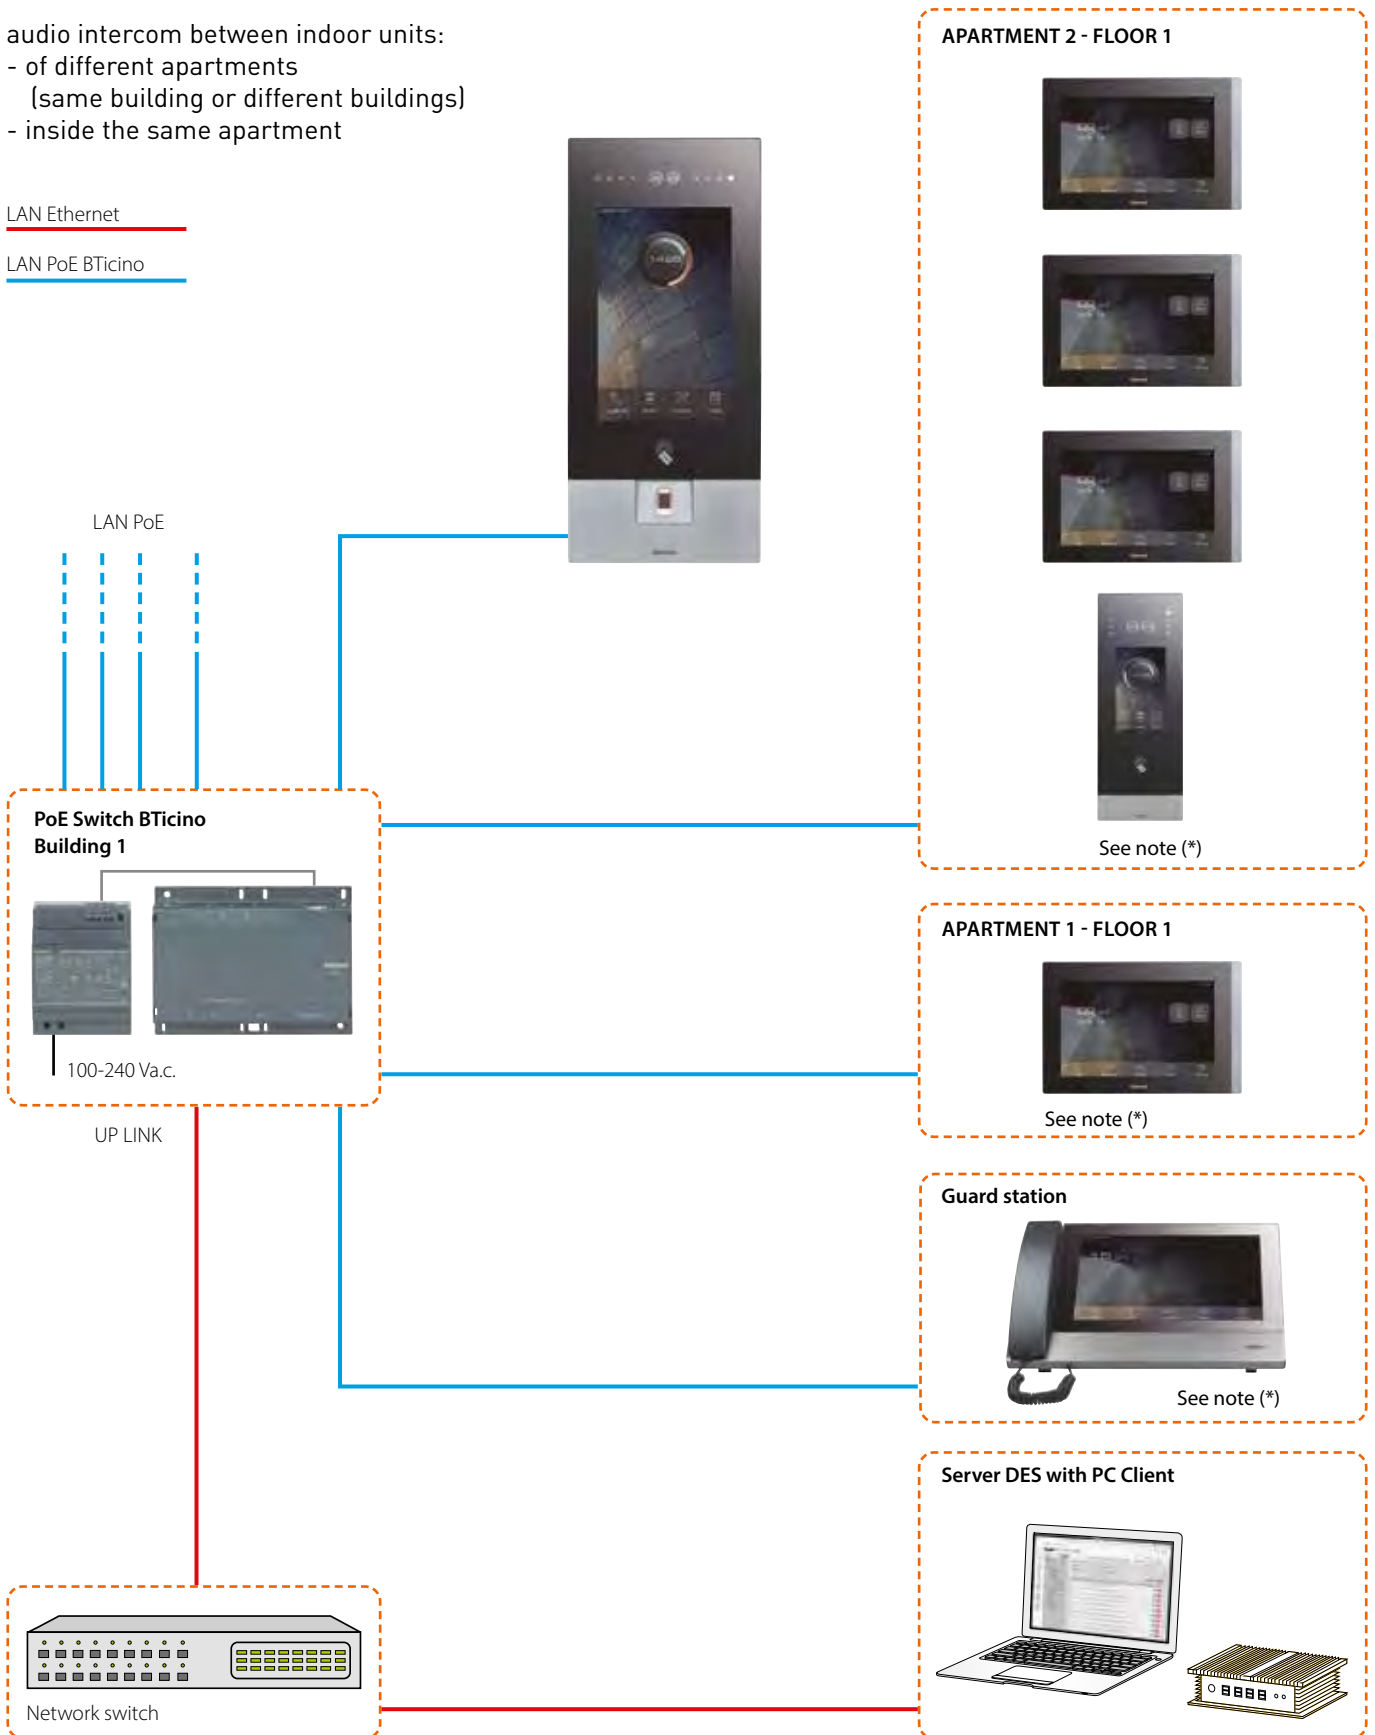 audio intercom between indoor units:
- of different apartments
(same building or different buildings)
- inside the same apartment
LAN Ethernet
LAN PoE BTicino
LAN PoE
PoE Switch BTicino
Building 1
100-240 Va.c.
UP LINK
Network switch
APARTMENT 2 - FLOOR 1
See note (*)
APARTMENT 1 - FLOOR 1
See note (*)
Guard station
See note (*)
Server DES with PC Client